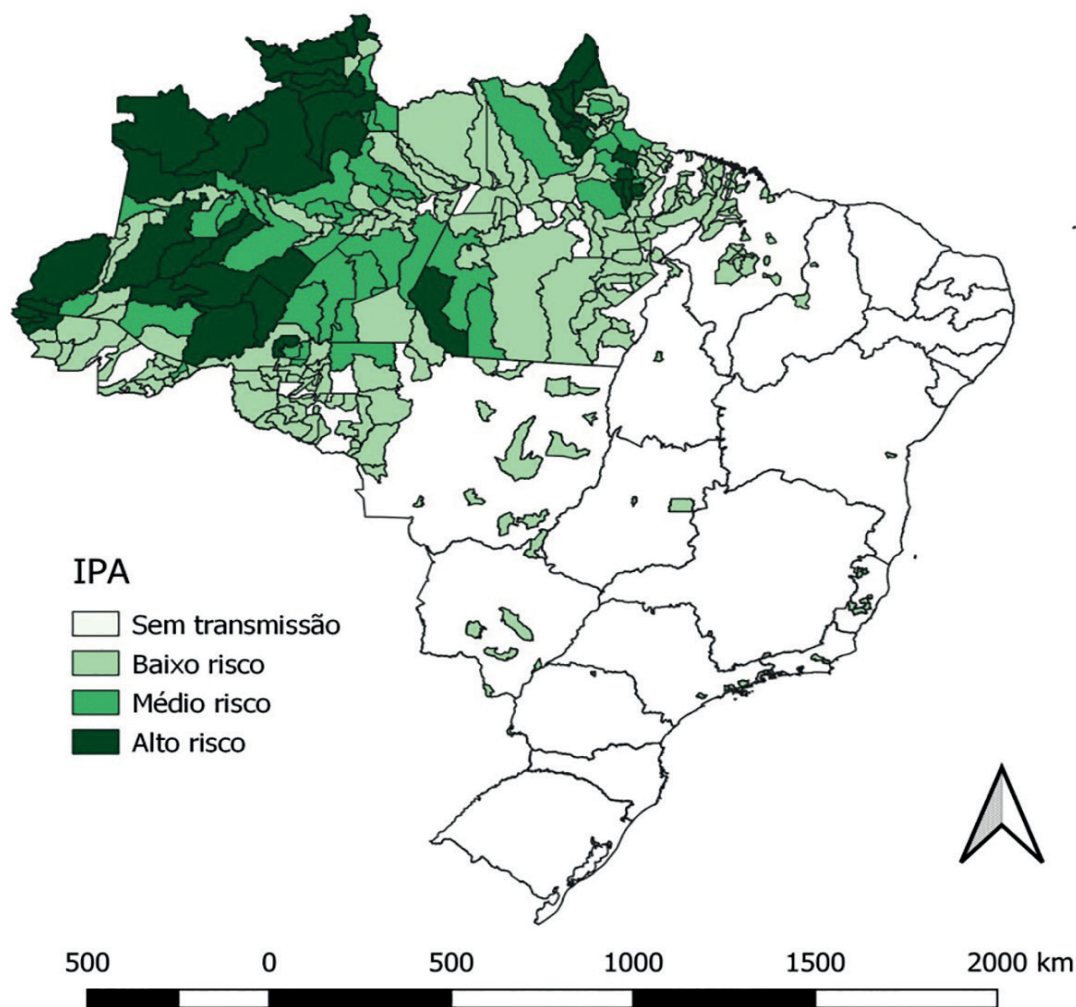 IPA
Sem transmissão
Baixo risco
Médio risco
Alto risco
500 0 500 1000 1500 2000 km